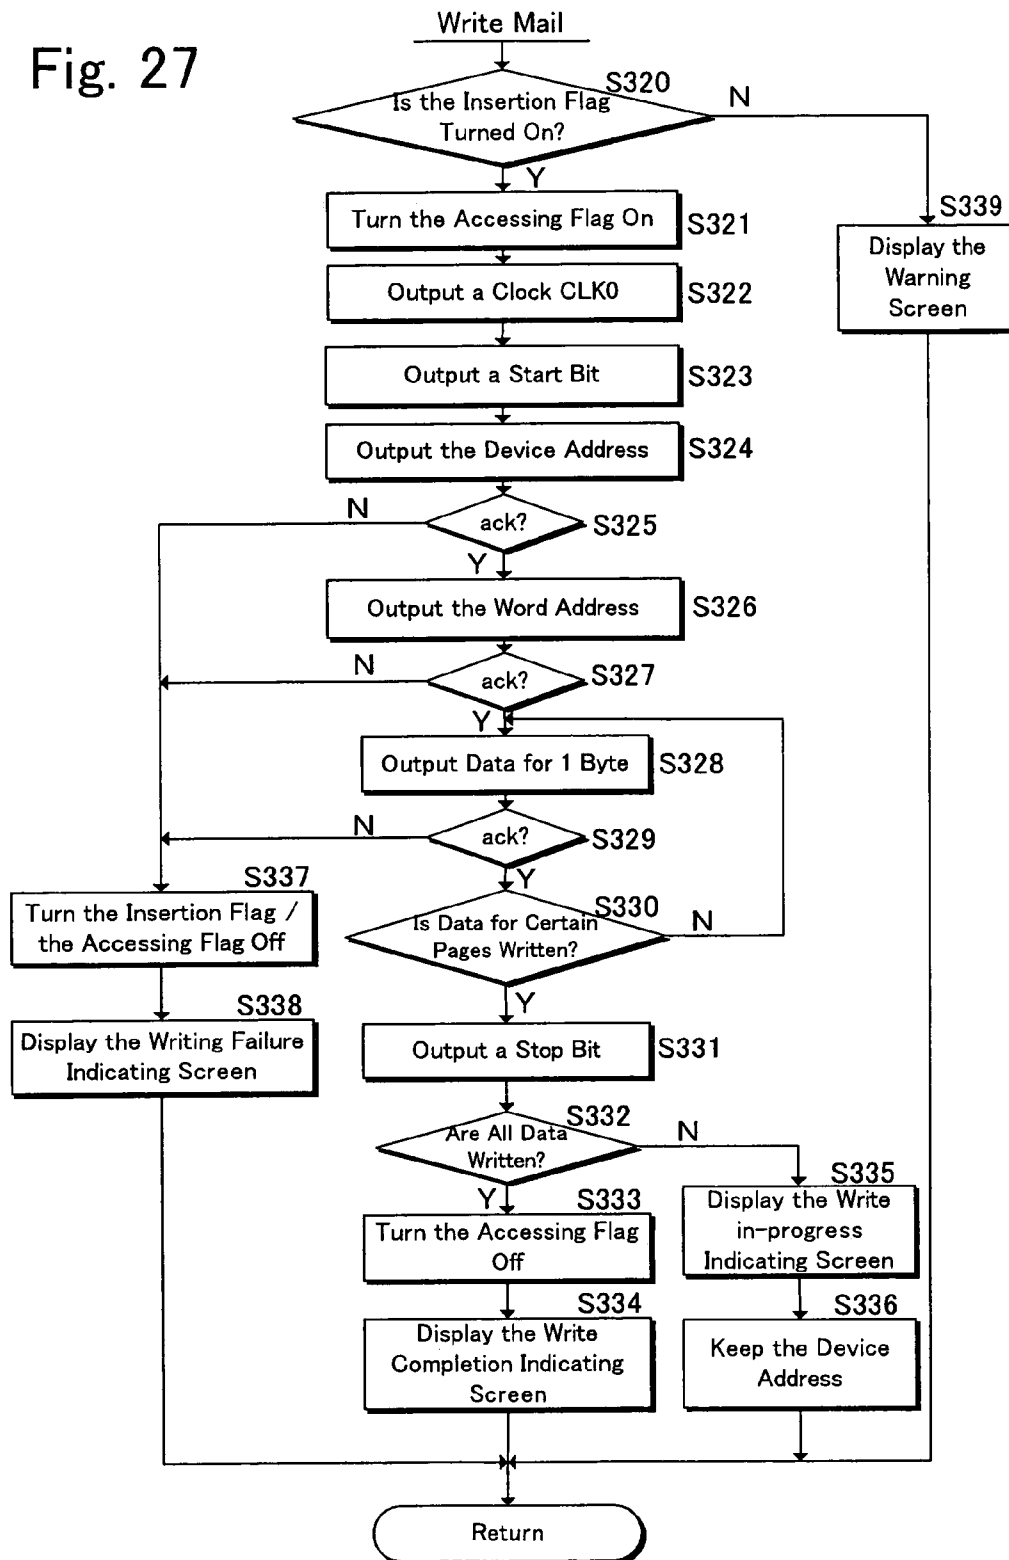 Write Mail
Fig. 27
S320
Is the Insertion Flag
Turned On?
N
Y
S339
Turn the Accessing Flag On
S321
Display the
Warning
Screen
Output a Clock CLK0
S322
Output a Start Bit
S323
Output the Device Address
S324
N
ack?
S325
Y
Output the Word Address
S326
N
ack?
S327
Y
Output Data for 1 Byte
S328
N
ack?
S329
Y
S337
Turn the Insertion Flag /
the Accessing Flag Off
S330
Is Data for Certain
Pages Written?
N
Y
S338
Display the Writing Failure
Indicating Screen
Output a Stop Bit
S331
S332
Are All Data
Written?
N
Y
S333
Turn the Accessing Flag
Off
S335
Display the Write
in-progress
Indicating Screen
S334
Display the Write
Completion Indicating
Screen
S336
Keep the Device
Address
Return